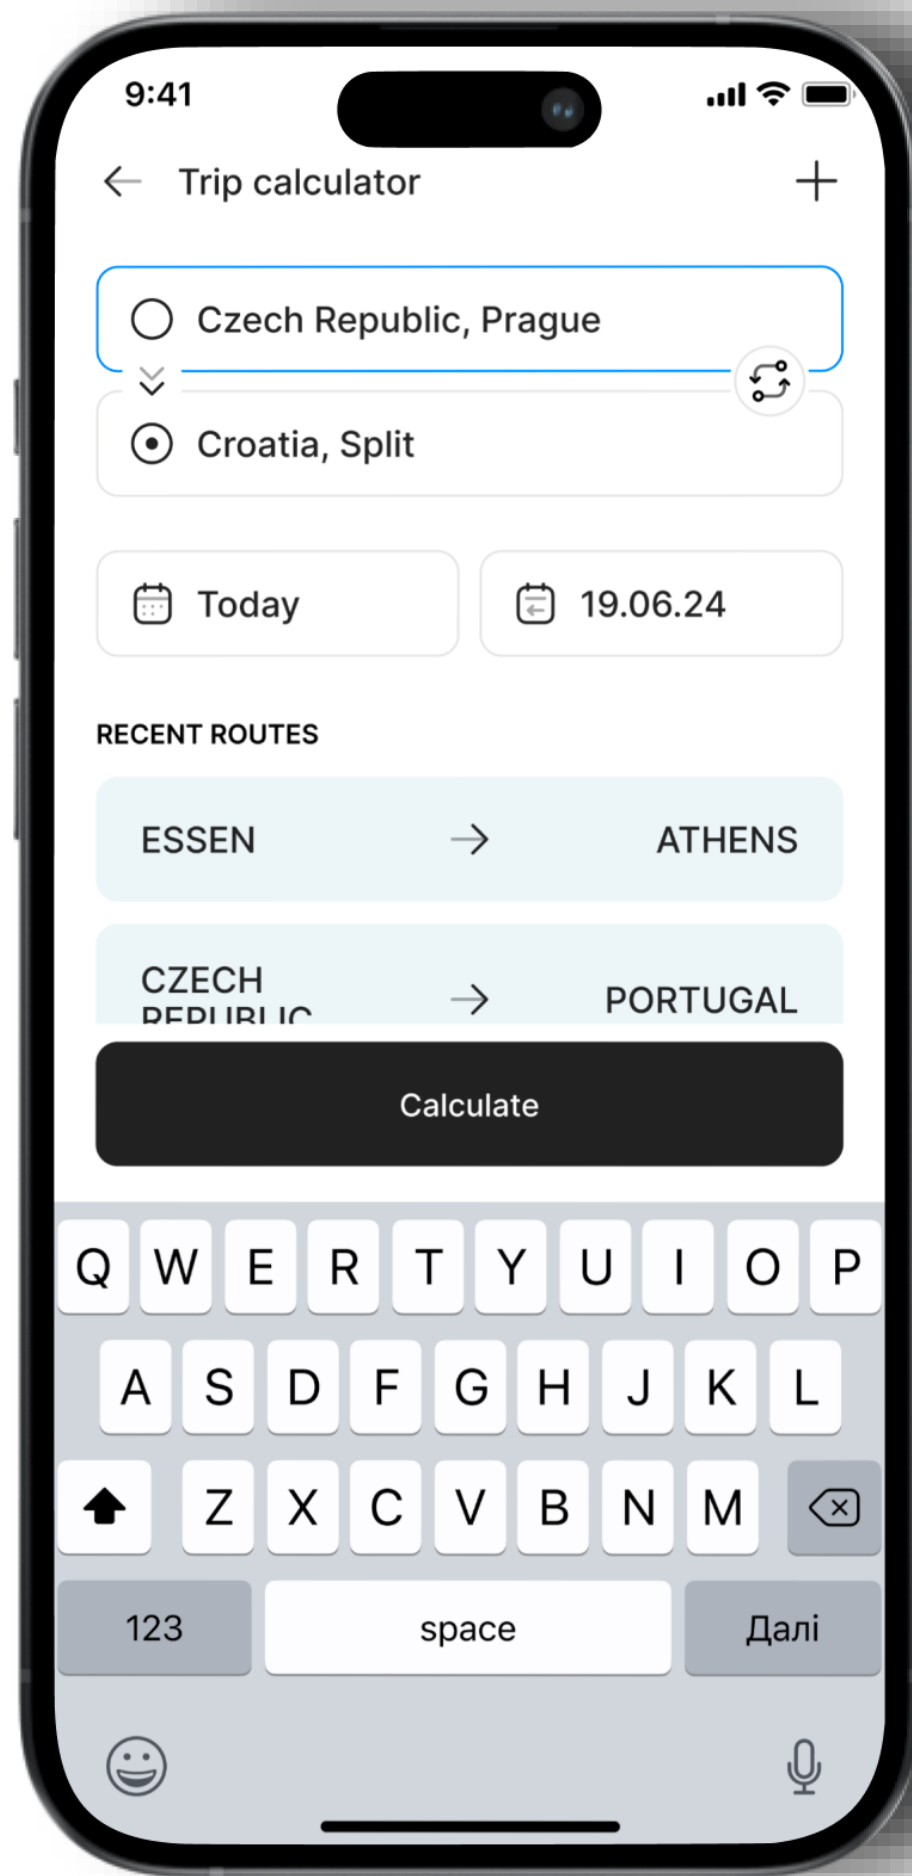 9:41
Trip calculator
Czech Republic, Prague
Croatia, Split
Today
19.06.24
RECENT ROUTES
ESSEN
ATHENS
CZECH
REPUBLIC
PORTUGAL
Calculate
Q W E R T Y U I O P
A S D F G H J K L
Z X C V B N M
123
space
Далі